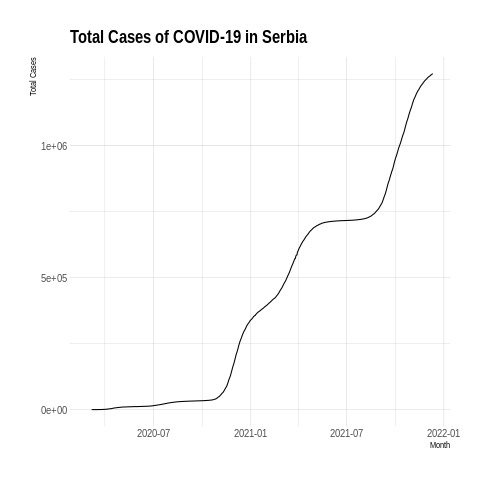 Total Cases of COVID-19 in Serbia
Total Cases
1e+06
5e+05
0e+00
2020-07 2021-01 2021-07 2022-01
Month